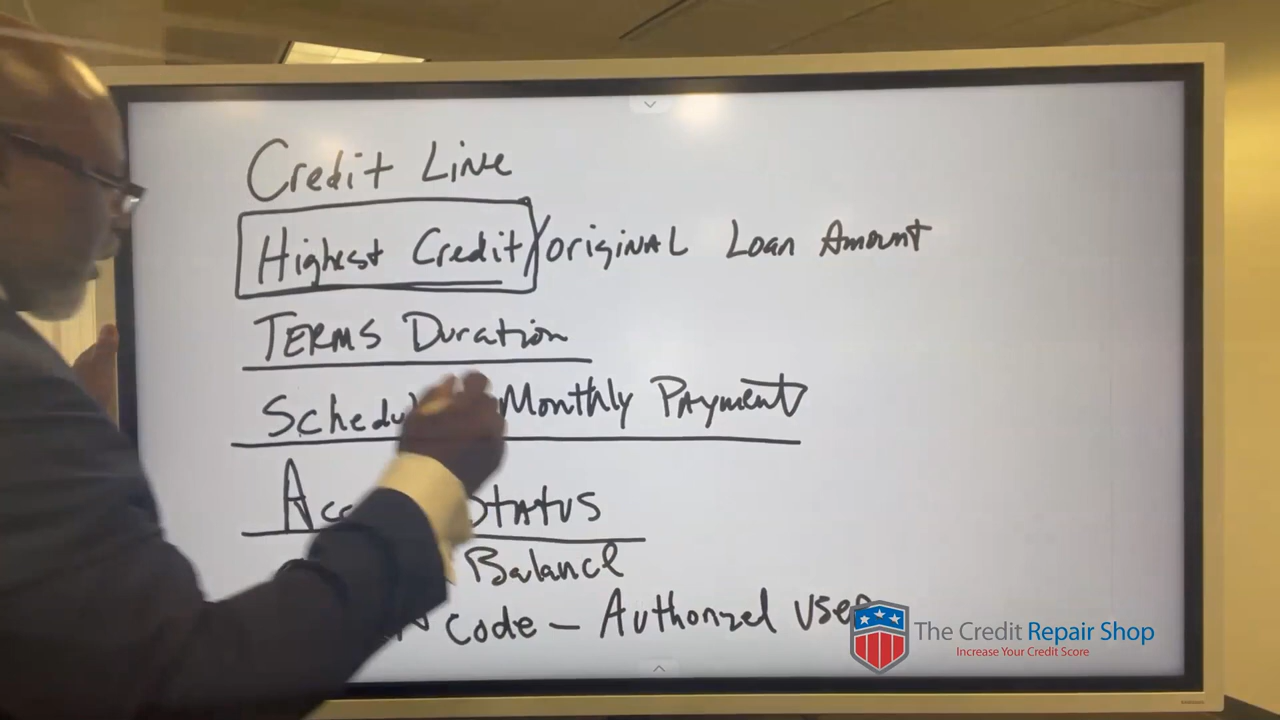 Credit Line
Highest Credit/original Loan Amount
Terms Duration
Monthly Payment
Status
Balance
Code – Authorized User
The Credit Repair Shop
Increase Your Credit Score